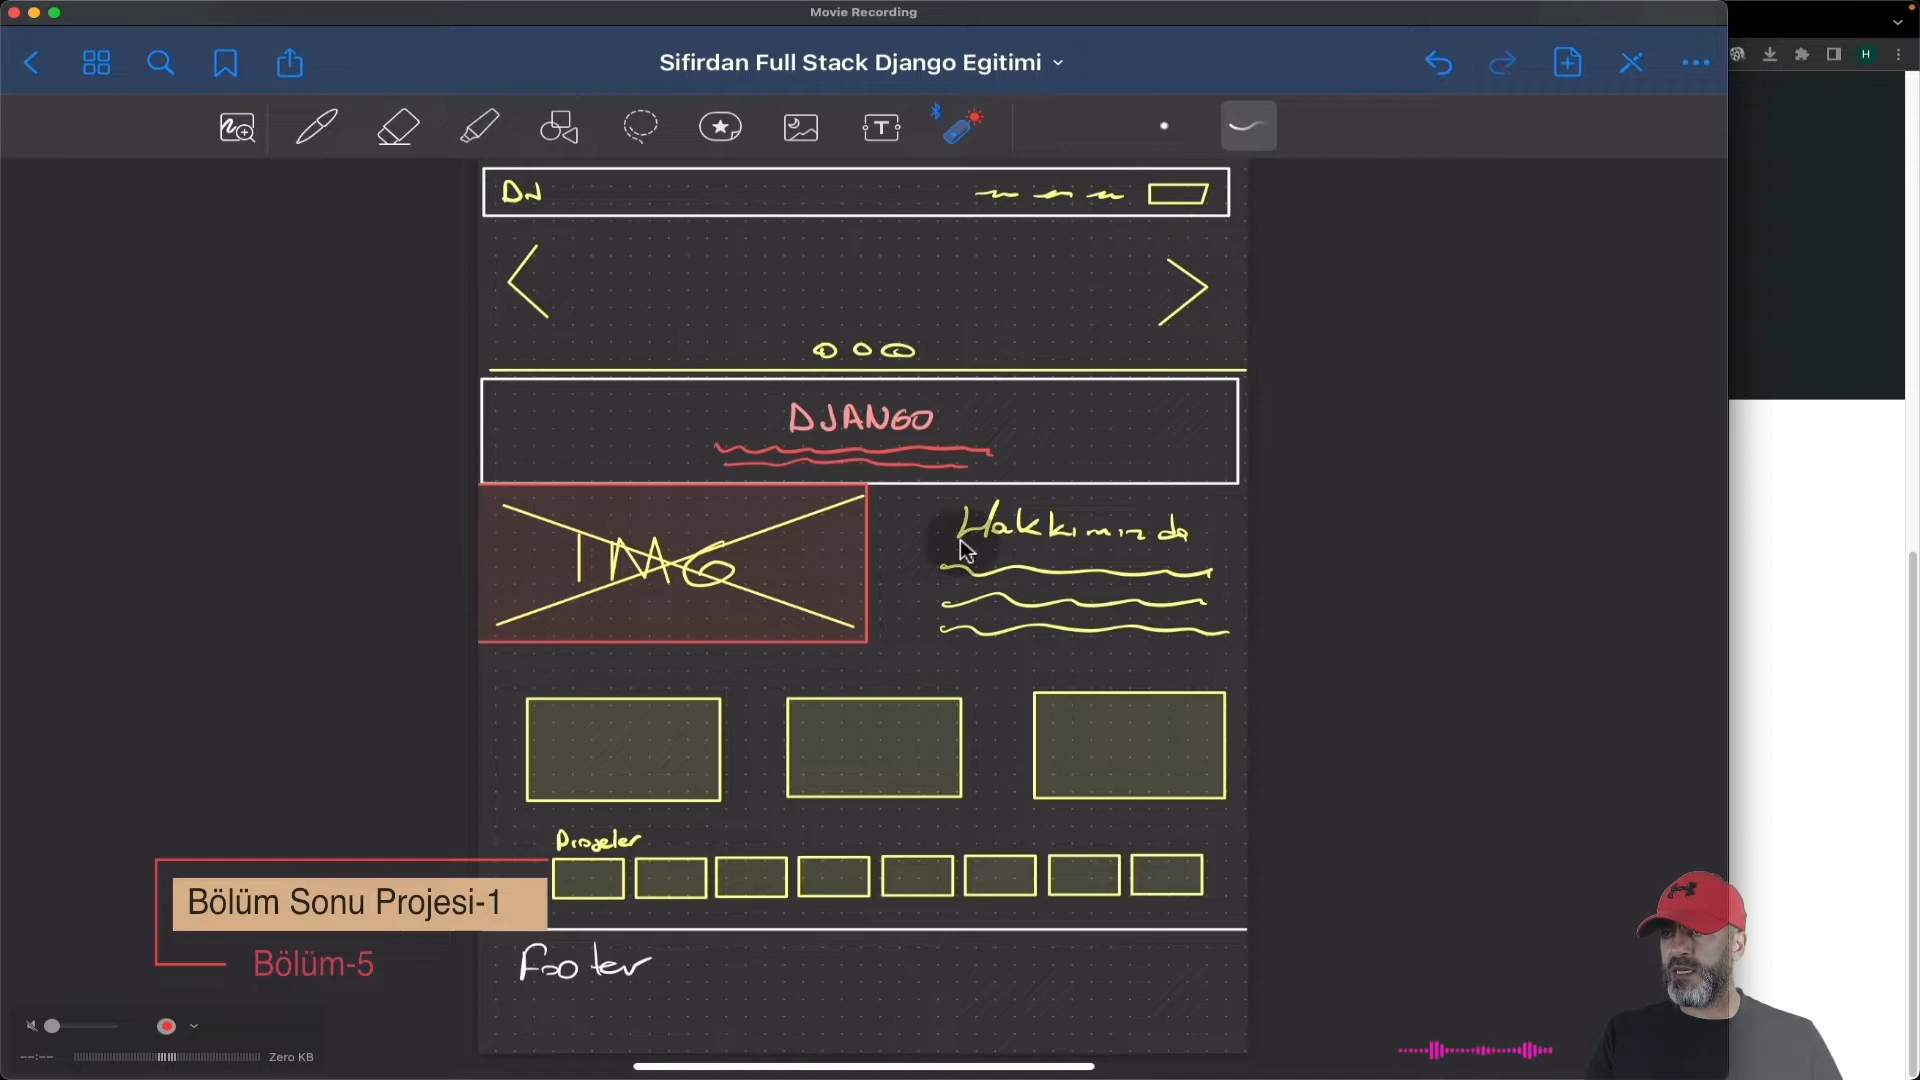 Movie Recording
Sifirdan Full Stack Django Egitimi
H
DJ
DJANGO
IMG
Hakkımızda
Projeler
Bölüm Sonu Projesi-1
Bölüm-5
Footer
--:--
Zero KB